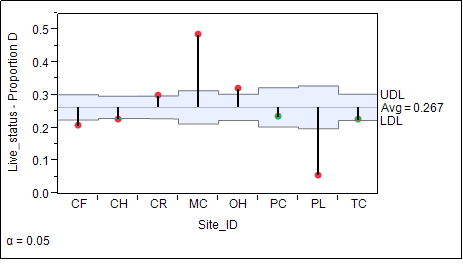 Live_status - Proportion D
0.5
0.4
0.3
0.2
0.1
0.0
UDL
Avg = 0.267
LDL
CF CH CR MC OH PC PL TC
Site_ID
α = 0.05